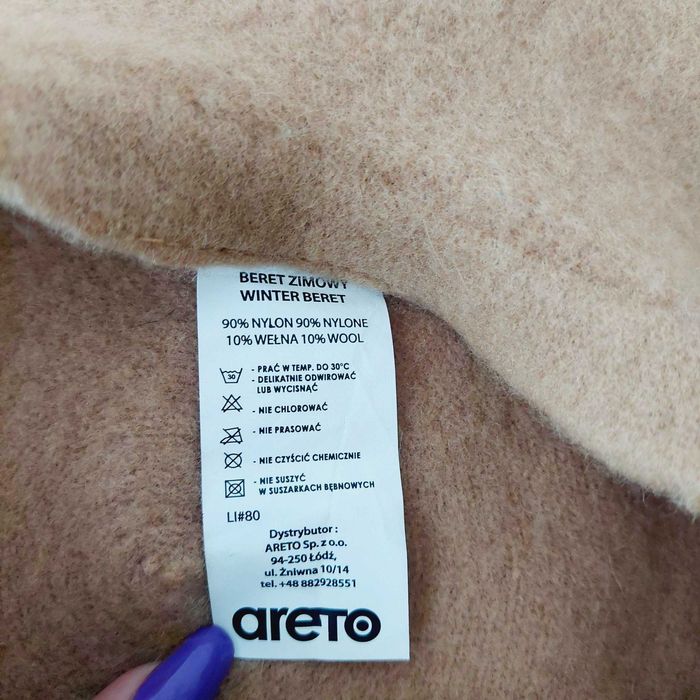 BERET ZIMOWY
WINTER BERET
90% NYLON 90% NYLONE
10% WEŁNA 10% WOOL
30
- PRAĆ W TEMP. DO 30°C
- DELIKATNIE ODWIROWAĆ
LUB WYCISNĄĆ
- NIE CHLOROWAĆ
- NIE PRASOWAĆ
- NIE CZYŚCIĆ CHEMICZNIE
- NIE SUSZYĆ
W SUSZARKACH BĘBNOWYCH
LI#80
Dystrybutor :
ARETO Sp. z o.o.
94-250 Łódź,
ul. Żniwna 10/14
tel. +48 882928551
areto